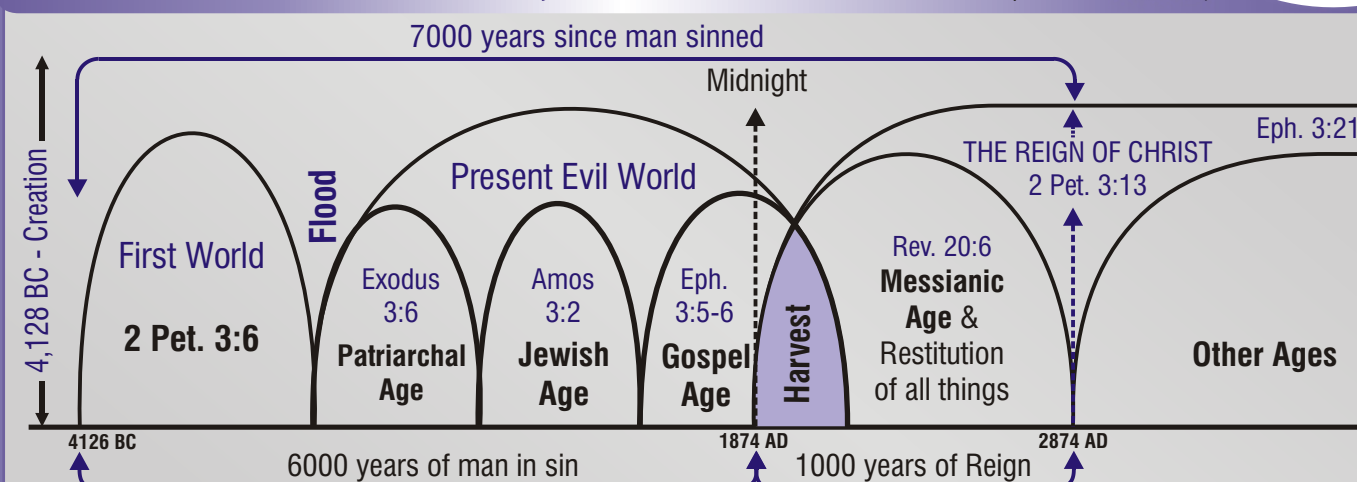 7000 years since man sinned
Midnight
4,128 BC - Creation
Flood
Present Evil World
THE REIGN OF CHRIST
2 Pet. 3:13
Eph. 3:21
First World
2 Pet. 3:6
Exodus
3:6
Patriarchal
Age
Amos
3:2
Jewish
Age
Eph.
3:5-6
Gospel
Age
Harvest
Rev. 20:6
Messianic
Age &
Restitution
of all things
Other Ages
4126 BC
1874 AD
2874 AD
6000 years of man in sin
1000 years of Reign